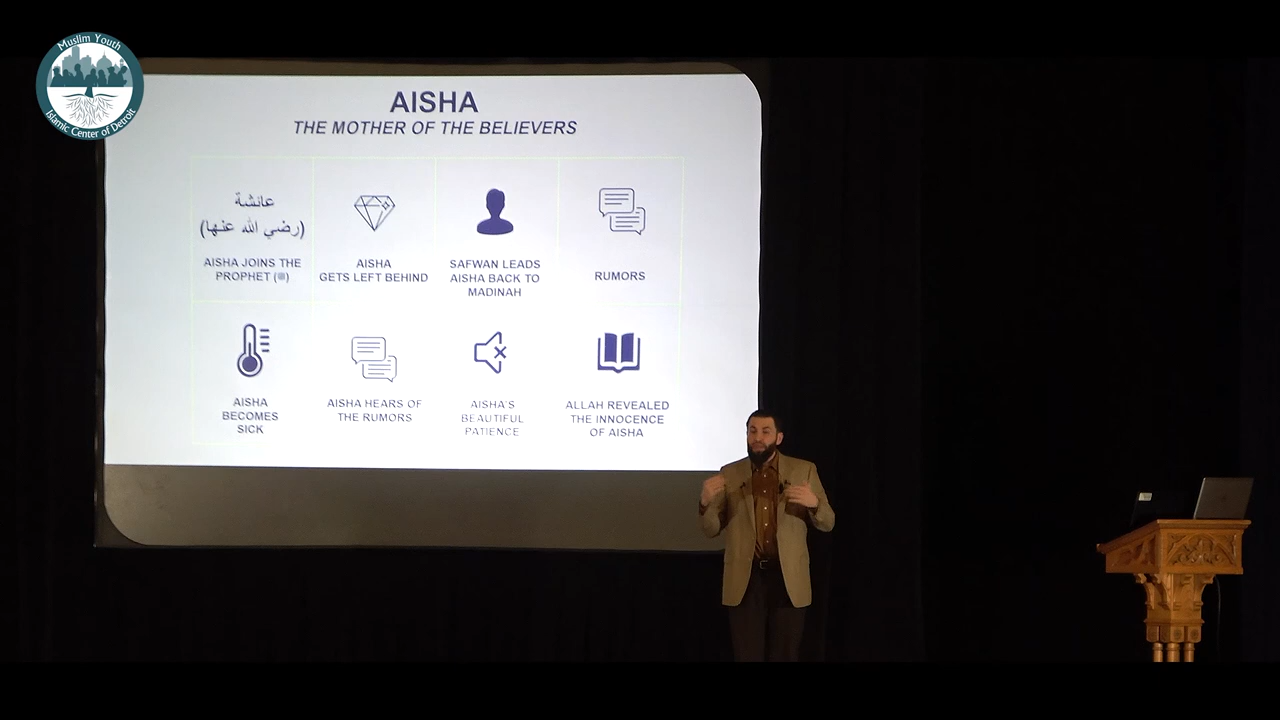 Muslim Youth
Islamic Center of Detroit
AISHA
THE MOTHER OF THE BELIEVERS
عائشة
(رضي الله عنها)
AISHA JOINS THE
PROPHET (ﷺ)
AISHA
GETS LEFT BEHIND
SAFWAN LEADS
AISHA BACK TO
MADINAH
RUMORS
AISHA
BECOMES
SICK
AISHA HEARS OF
THE RUMORS
AISHA'S
BEAUTIFUL
PATIENCE
ALLAH REVEALED
THE INNOCENCE
OF AISHA